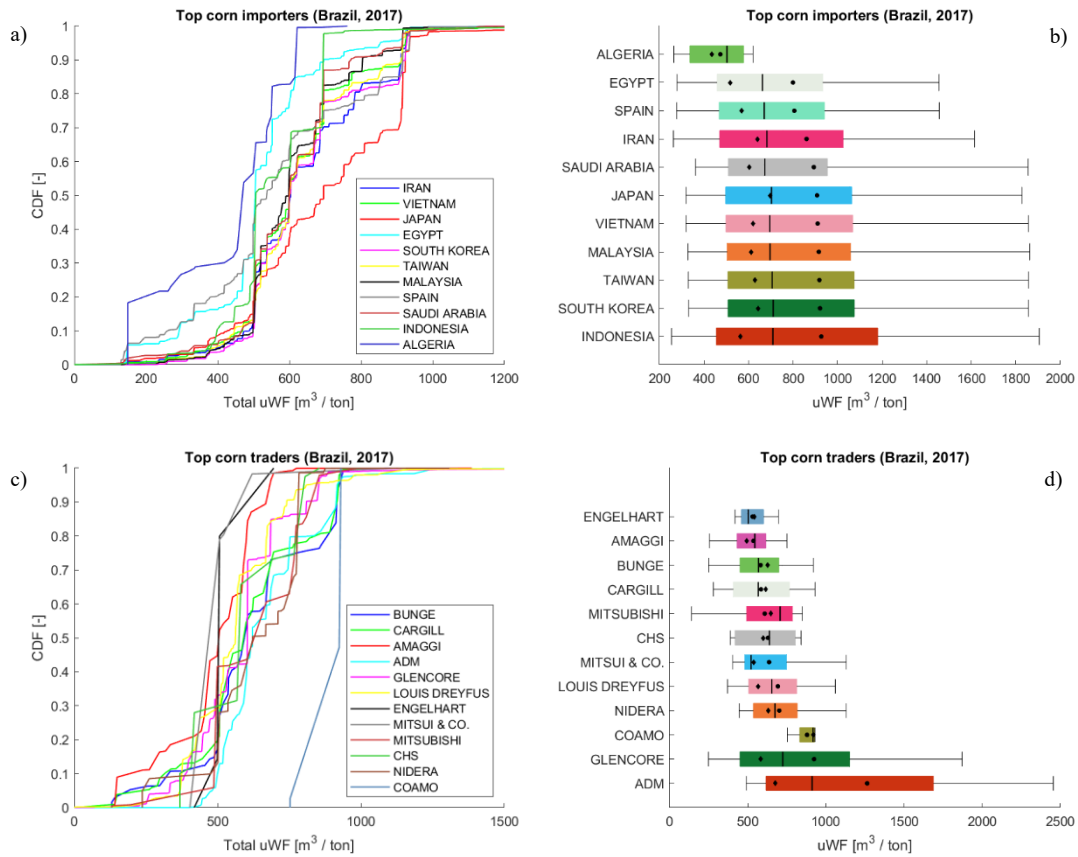 a)
Top corn importers (Brazil, 2017)
1
0.9
0.8
0.7
0.6
0.5
0.4
0.3
0.2
0.1
0
CDF [-]
IRAN
VIETNAM
JAPAN
EGYPT
SOUTH KOREA
TAIWAN
MALAYSIA
SPAIN
SAUDI ARABIA
INDONESIA
ALGERIA
0 200 400 600 800 1000 1200
Total uWF [m³ / ton]
b)
Top corn importers (Brazil, 2017)
ALGERIA
EGYPT
SPAIN
IRAN
SAUDI ARABIA
JAPAN
VIETNAM
MALAYSIA
TAIWAN
SOUTH KOREA
INDONESIA
200 400 600 800 1000 1200 1400 1600 1800 2000
uWF [m³ / ton]
c)
Top corn traders (Brazil, 2017)
1
0.9
0.8
0.7
0.6
0.5
0.4
0.3
0.2
0.1
0
CDF [-]
BUNGE
CARGILL
AMAGGI
ADM
GLENCORE
LOUIS DREYFUS
ENGELHART
MITSUI & CO.
MITSUBISHI
CHS
NIDERA
COAMO
0 500 1000 1500
Total uWF [m³ / ton]
d)
Top corn traders (Brazil, 2017)
ENGELHART
AMAGGI
BUNGE
CARGILL
MITSUBISHI
CHS
MITSUI & CO.
LOUIS DREYFUS
NIDERA
COAMO
GLENCORE
ADM
0 500 1000 1500 2000 2500
uWF [m³ / ton]